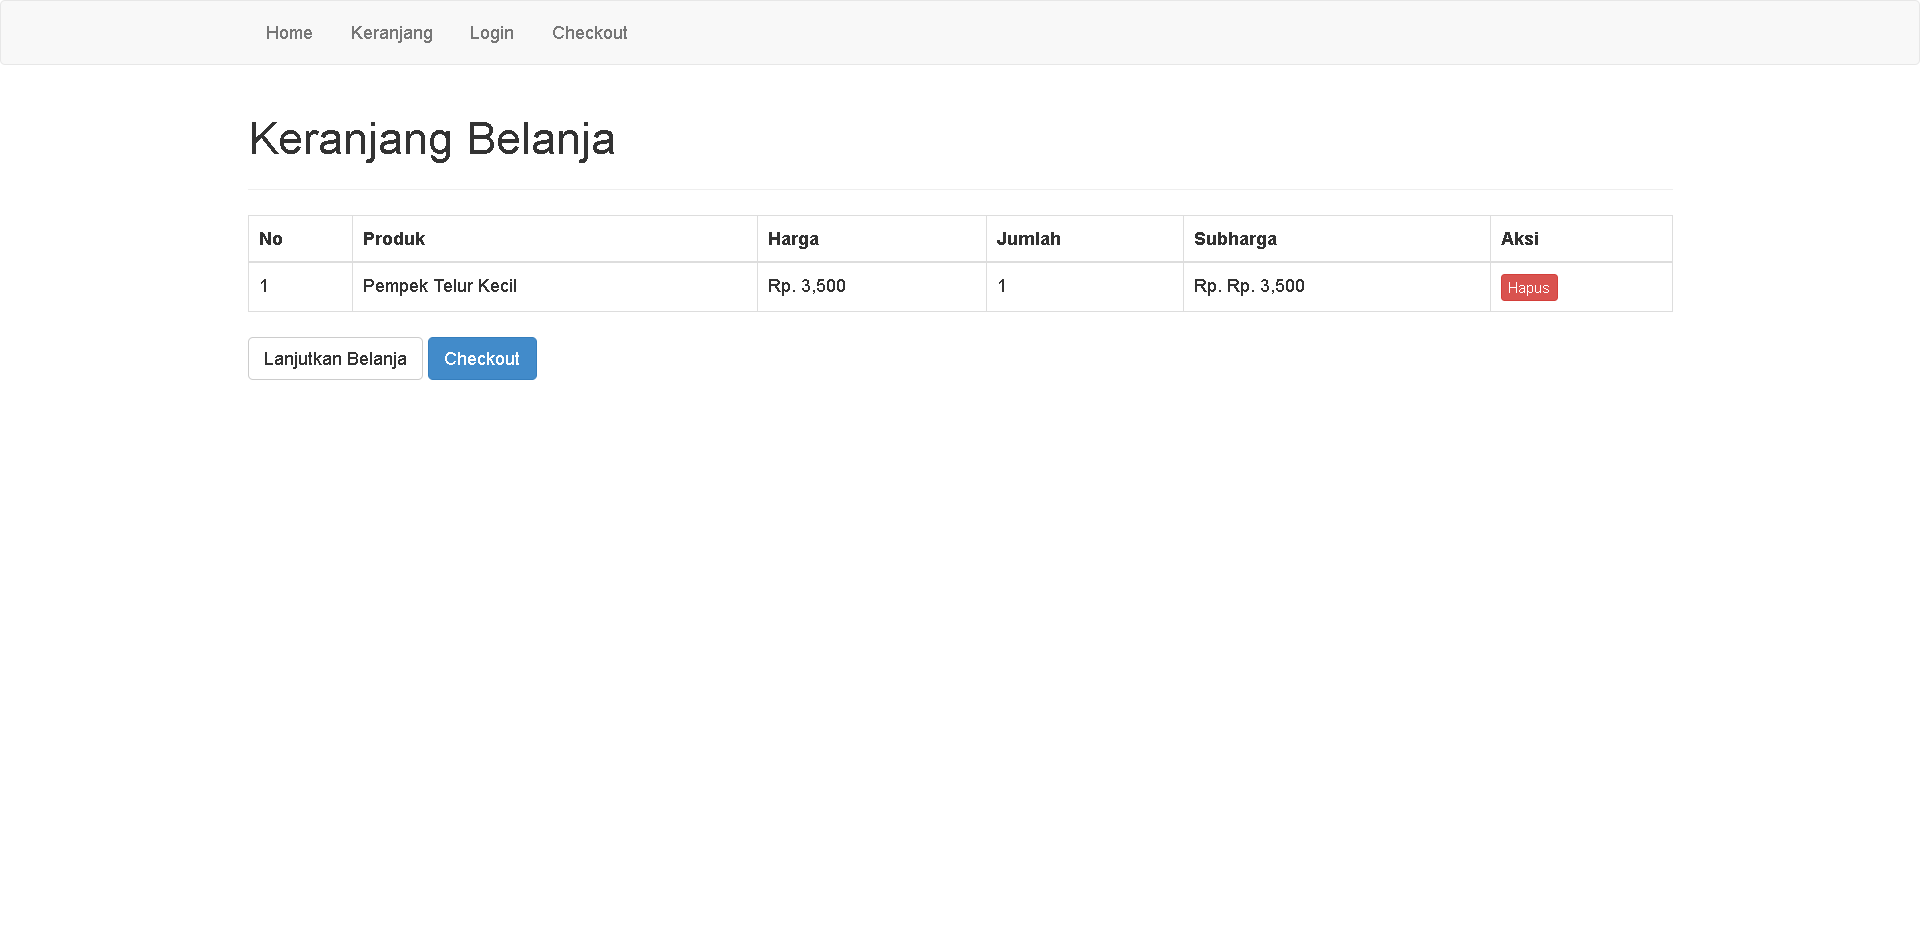 Home Keranjang Login Checkout
Keranjang Belanja
No Produk Harga Jumlah Subharga Aksi
1 Pempek Telur Kecil Rp. 3,500 1 Rp. Rp. 3,500 Hapus
Lanjutkan Belanja Checkout